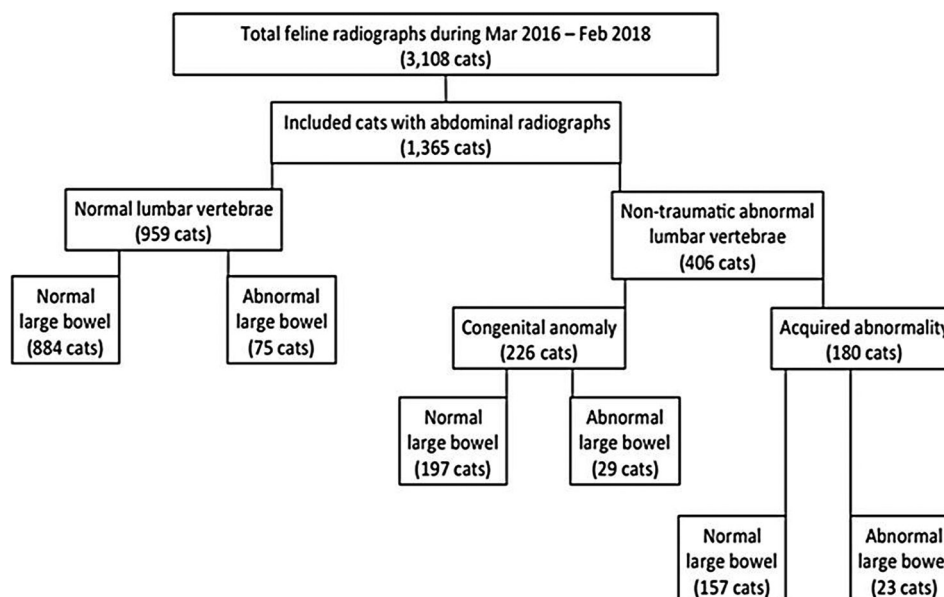 Total feline radiographs during Mar 2016 – Feb 2018
(3,108 cats)
Included cats with abdominal radiographs
(1,365 cats)
Normal lumbar vertebrae
(959 cats)
Non-traumatic abnormal
lumbar vertebrae
(406 cats)
Normal
large bowel
(884 cats)
Abnormal
large bowel
(75 cats)
Congenital anomaly
(226 cats)
Acquired abnormality
(180 cats)
Normal
large bowel
(197 cats)
Abnormal
large bowel
(29 cats)
Normal
large bowel
(157 cats)
Abnormal
large bowel
(23 cats)